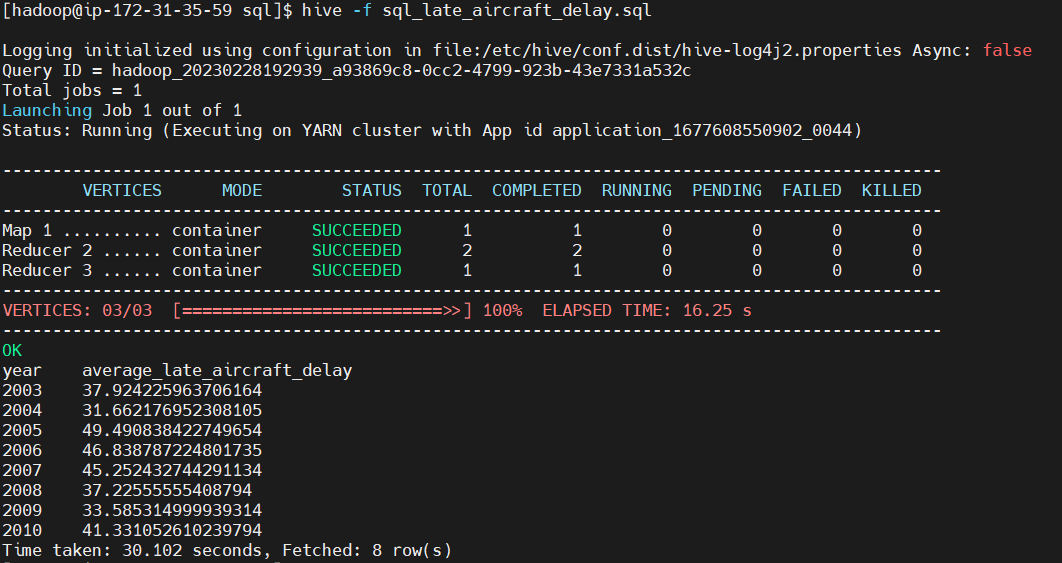 [hadoop@ip-172-31-35-59 sql]$ hive -f sql_late_aircraft_delay.sql
Logging initialized using configuration in file:/etc/hive/conf.dist/hive-log4j2.properties Async: false
Query ID = hadoop_20230228192939_a93869c8-0cc2-4799-923b-43e7331a532c
Total jobs = 1
Launching Job 1 out of 1
Status: Running (Executing on YARN cluster with App id application_1677608550902_0044)
----------------------------------------------------------------------------------------------
        VERTICES      MODE        STATUS  TOTAL  COMPLETED  RUNNING  PENDING  FAILED  KILLED
----------------------------------------------------------------------------------------------
Map 1 .......... container     SUCCEEDED      1          1        0        0       0       0
Reducer 2 ...... container     SUCCEEDED      2          2        0        0       0       0
Reducer 3 ...... container     SUCCEEDED      1          1        0        0       0       0
----------------------------------------------------------------------------------------------
VERTICES: 03/03  [==========================>>] 100%  ELAPSED TIME: 16.25 s
----------------------------------------------------------------------------------------------
OK
year    average_late_aircraft_delay
2003    37.924225963706164
2004    31.662176952308105
2005    49.490838422749654
2006    46.838787224801735
2007    45.252432744291134
2008    37.22555555408794
2009    33.585314999939314
2010    41.331052610239794
Time taken: 30.102 seconds, Fetched: 8 row(s)